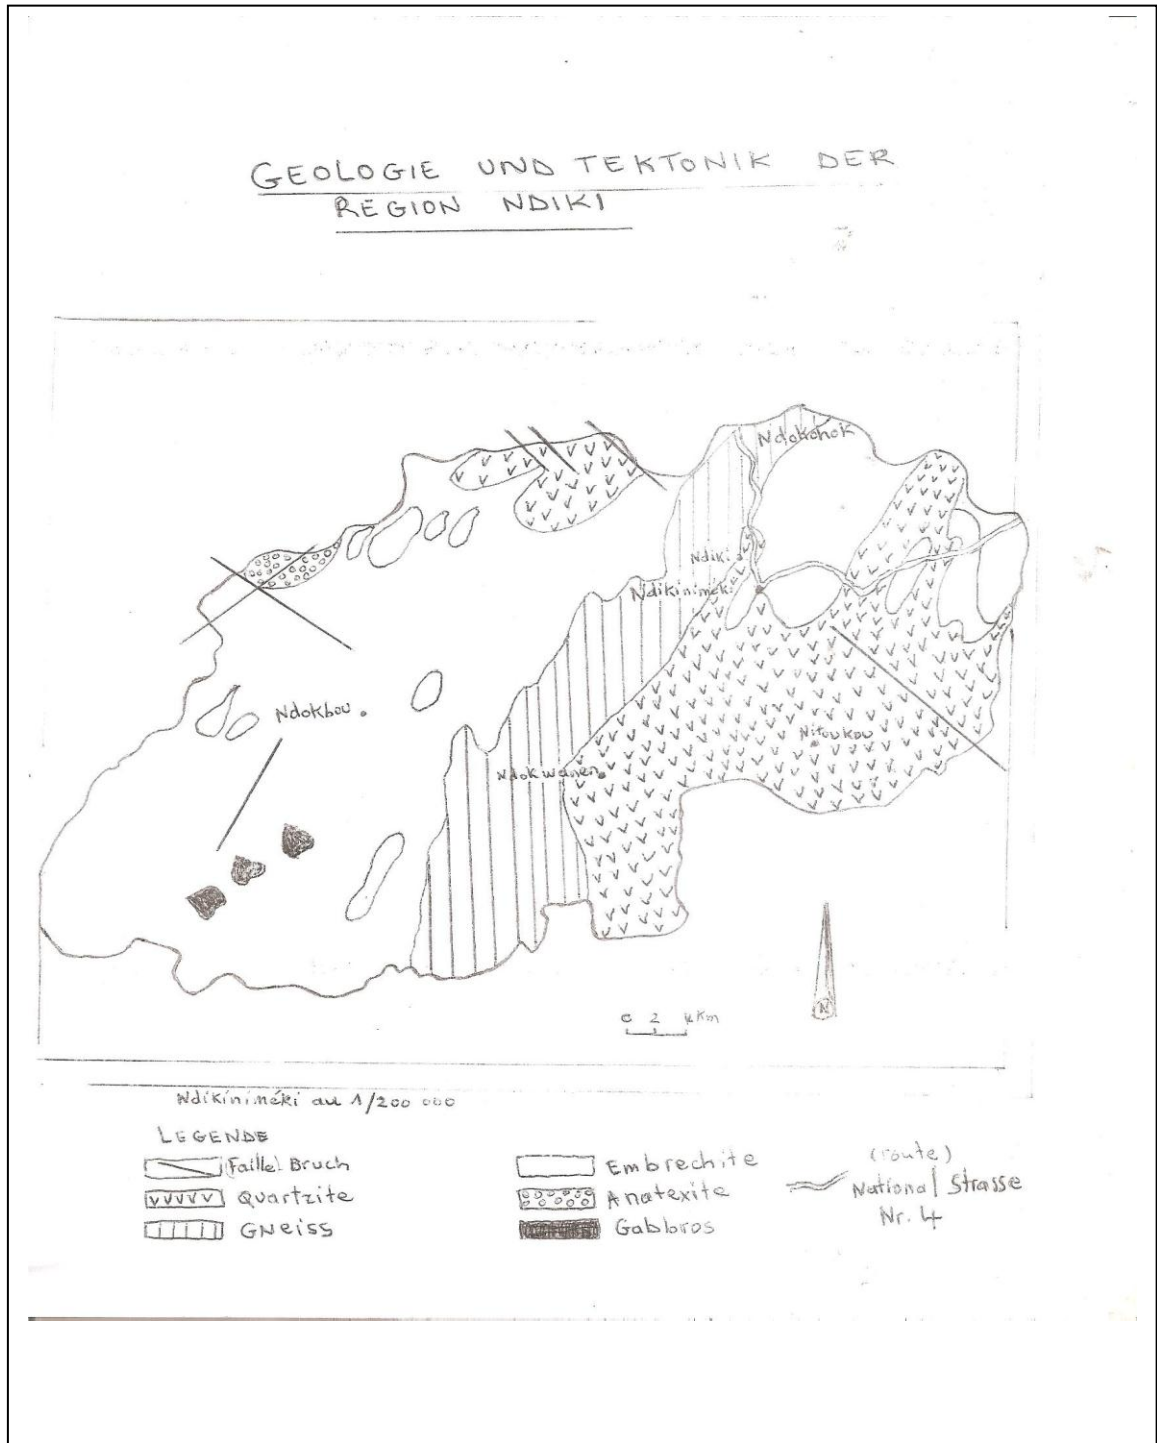 GEOLOGIE UND TEKTONIK DER
REGION NDIKI
Ndokohok
Ndiki
Ndikiniméki
Ndokbou
Nitoukou
Ndokwanen
N
0 2 4 Km
Ndikiniméki au 1/200 000
LEGENDE
(Faille) Bruch
Quartzite
GNeiss
Embrechite
Anatexite
Gabbros
(route)
National Strasse
Nr. 4